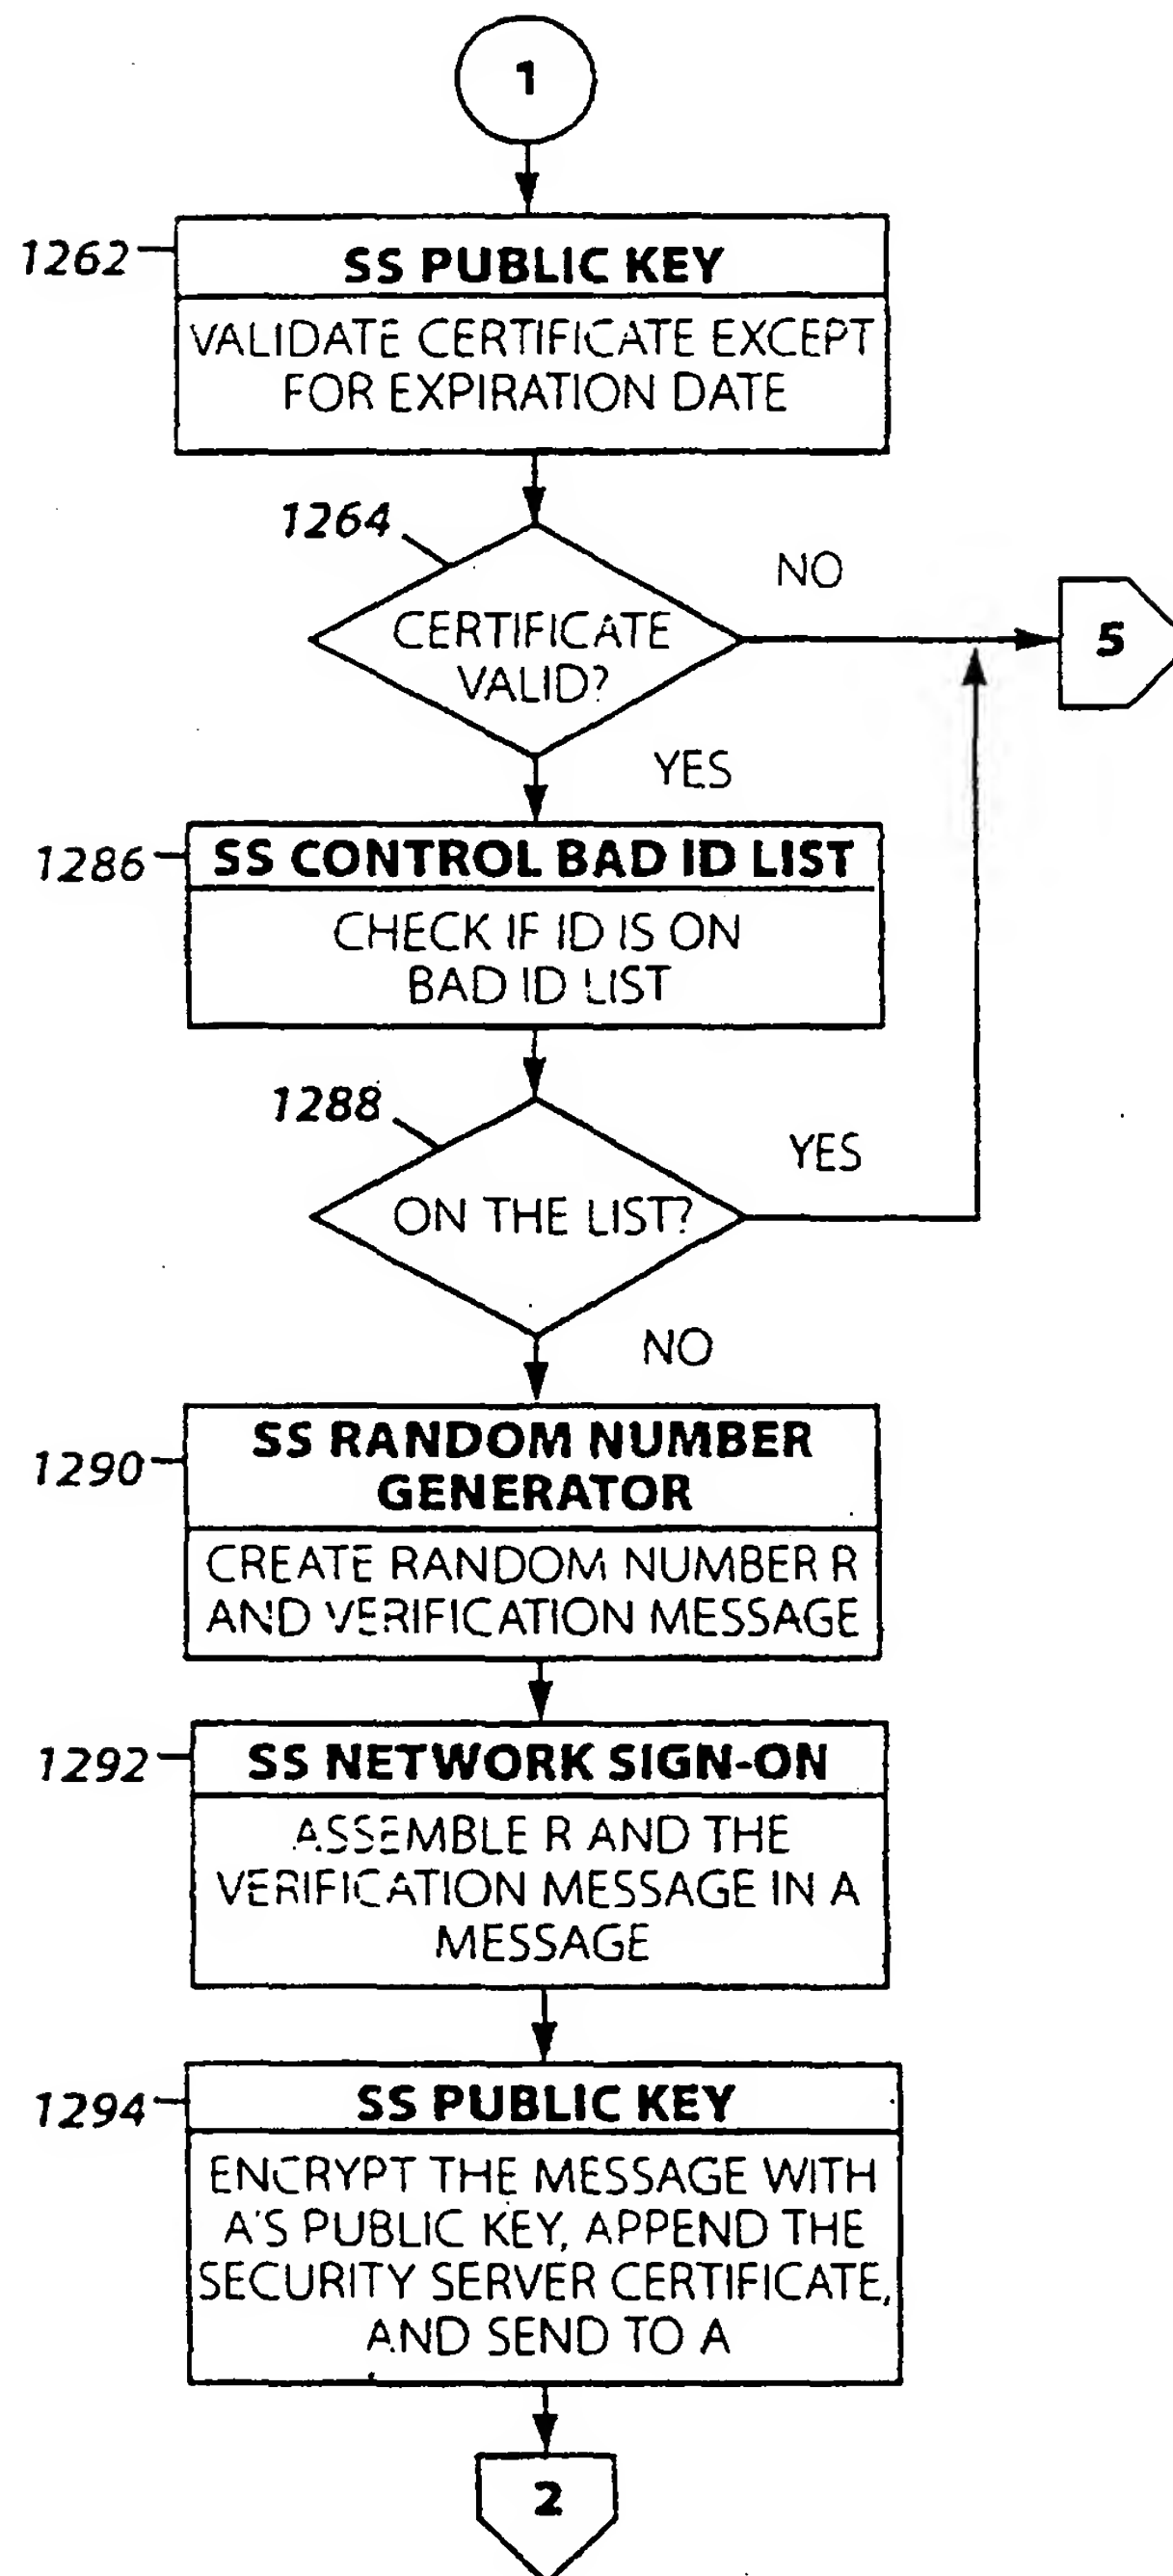 1
1262
SS PUBLIC KEY
VALIDATE CERTIFICATE EXCEPT
FOR EXPIRATION DATE
1264
NO
CERTIFICATE
VALID?
5
YES
1286
SS CONTROL BAD ID LIST
CHECK IF ID IS ON
BAD ID LIST
1288
YES
ON THE LIST?
NO
1290
SS RANDOM NUMBER
GENERATOR
CREATE RANDOM NUMBER R
AND VERIFICATION MESSAGE
1292
SS NETWORK SIGN-ON
ASSEMBLE R AND THE
VERIFICATION MESSAGE IN A
MESSAGE
1294
SS PUBLIC KEY
ENCRYPT THE MESSAGE WITH
A'S PUBLIC KEY, APPEND THE
SECURITY SERVER CERTIFICATE,
AND SEND TO A
2